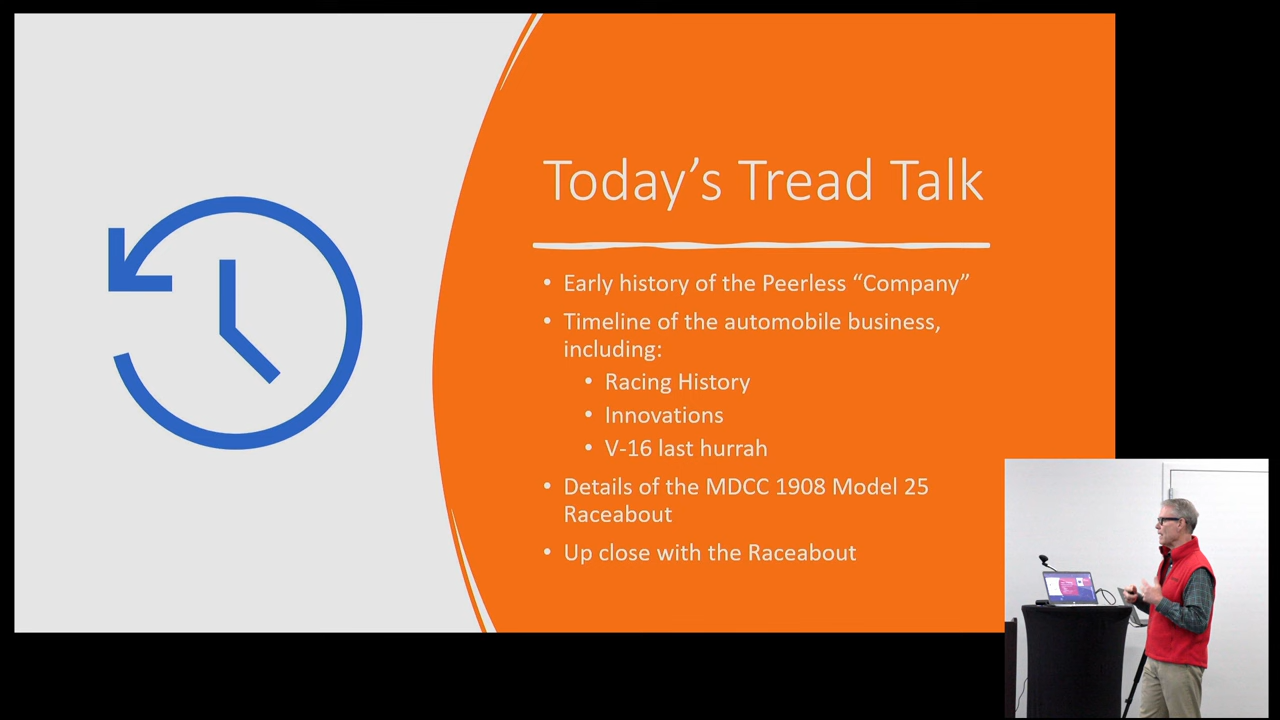 Today's Tread Talk
• Early history of the Peerless “Company”
• Timeline of the automobile business,
including:
• Racing History
• Innovations
• V-16 last hurrah
• Details of the MDCC 1908 Model 25
Raceabout
• Up close with the Raceabout